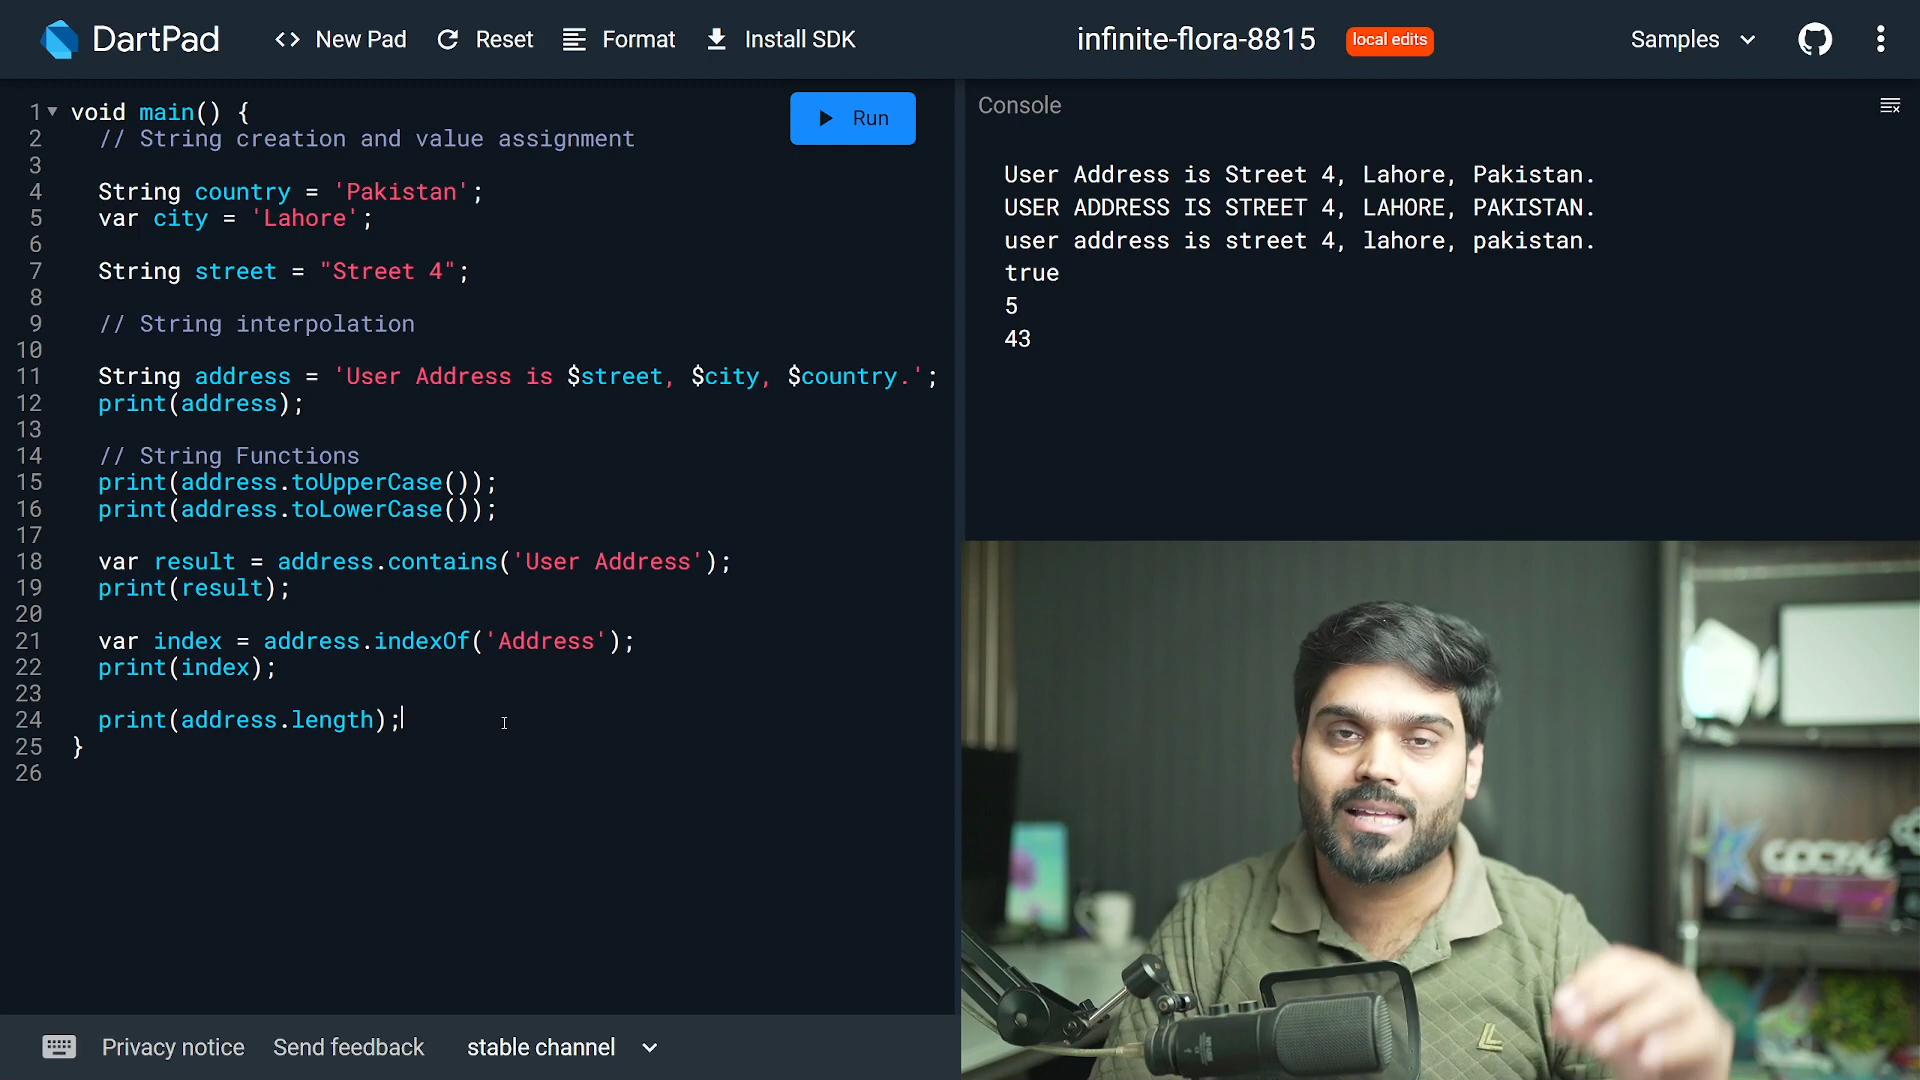 DartPad
<> New Pad
Reset
Format
Install SDK
infinite-flora-8815
local edits
Samples
1 void main() {
2 // String creation and value assignment
3
4 String country = 'Pakistan';
5 var city = 'Lahore';
6
7 String street = "Street 4";
8
9 // String interpolation
10
11 String address = 'User Address is $street, $city, $country.';
12 print(address);
13
14 // String Functions
15 print(address.toUpperCase());
16 print(address.toLowerCase());
17
18 var result = address.contains('User Address');
19 print(result);
20
21 var index = address.indexOf('Address');
22 print(index);
23
24 print(address.length);
25 }
26
Run
Console
User Address is Street 4, Lahore, Pakistan.
USER ADDRESS IS STREET 4, LAHORE, PAKISTAN.
user address is street 4, lahore, pakistan.
true
5
43
Privacy notice
Send feedback
stable channel